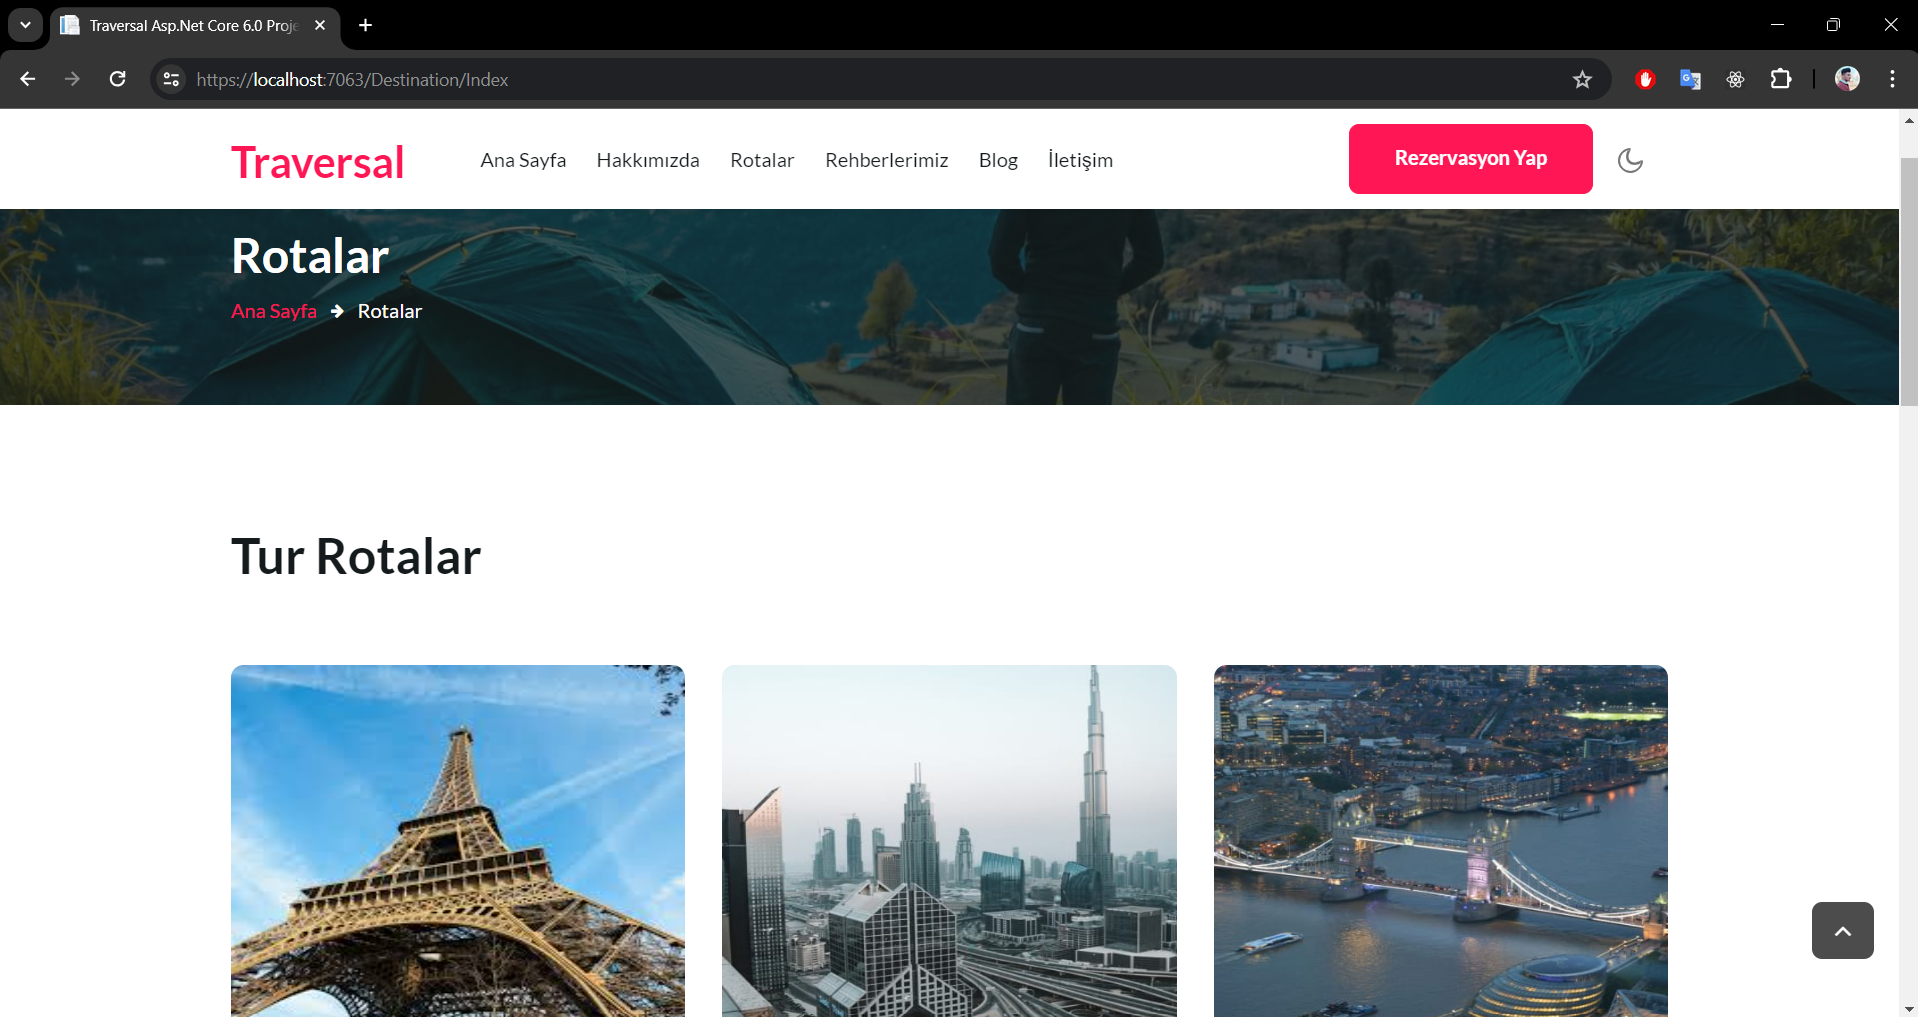 Traversal Asp.Net Core 6.0 Proje
https://localhost:7063/Destination/Index
Traversal
Ana Sayfa Hakkımızda Rotalar Rehberlerimiz Blog İletişim
Rezervasyon Yap
Rotalar
Ana Sayfa → Rotalar
Tur Rotalar